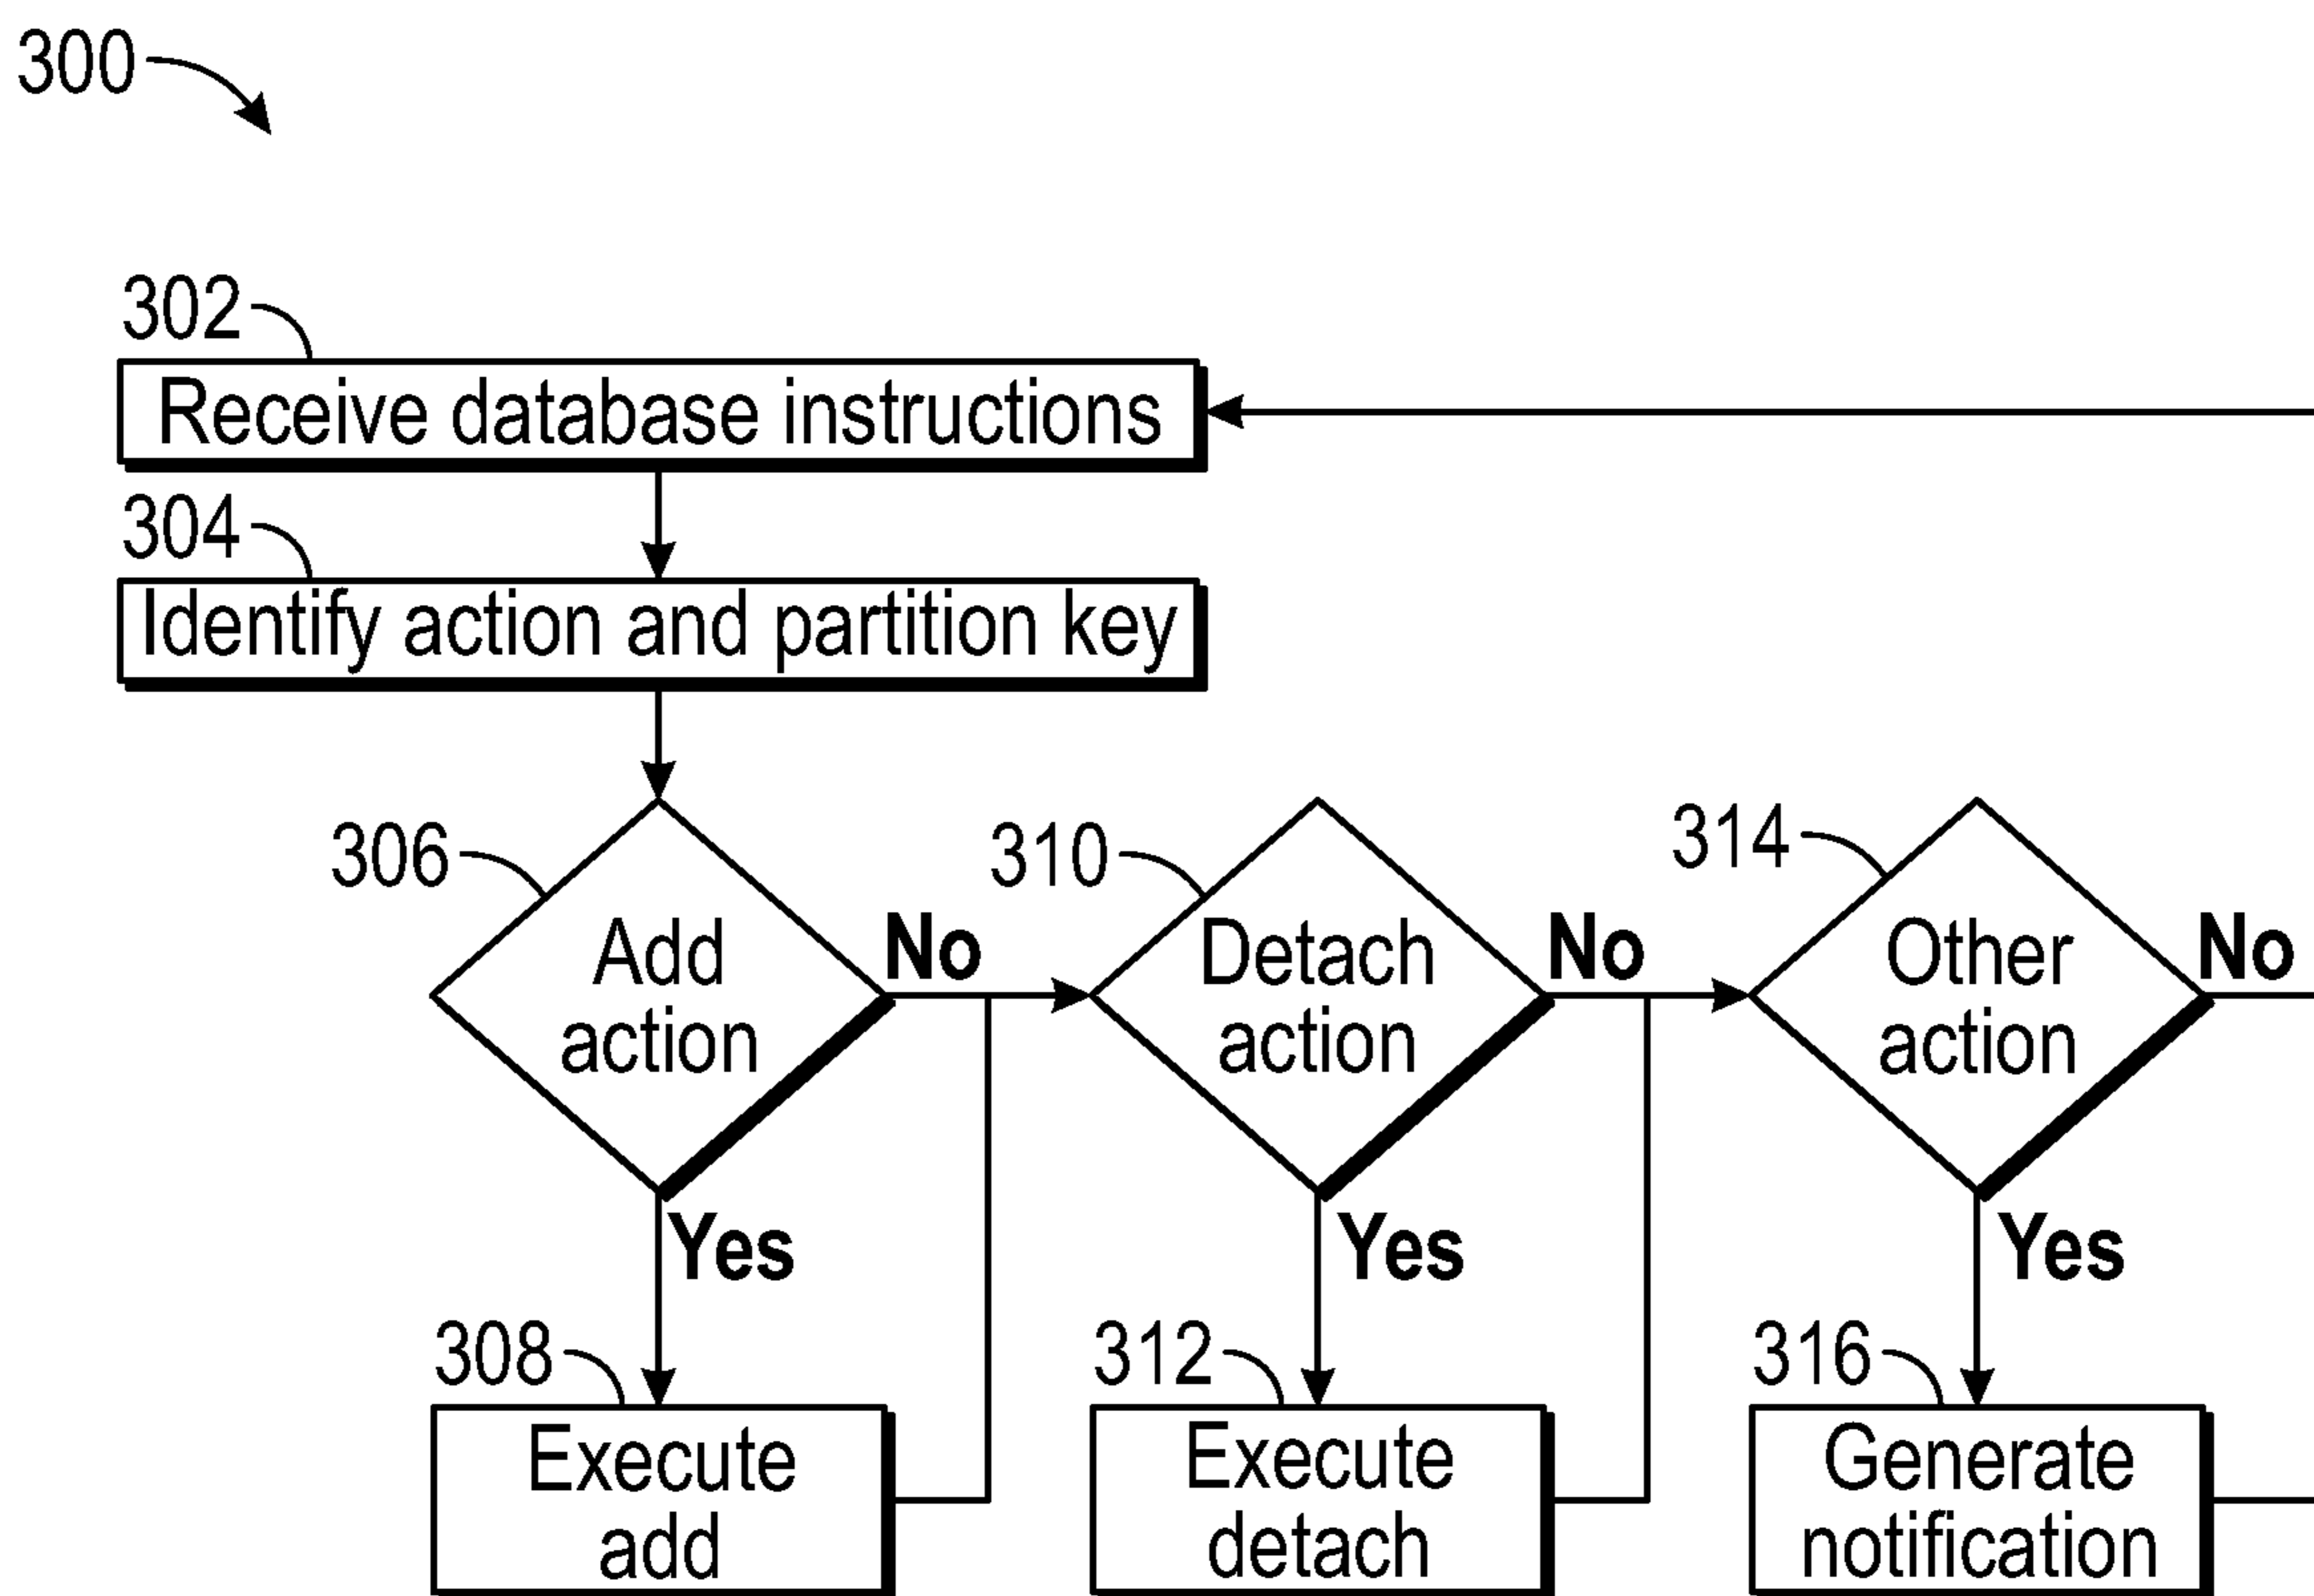 300
302
Receive database instructions
304
Identify action and partition key
306
Add
action
No
310
Detach
action
No
314
Other
action
No
Yes
Yes
Yes
308
Execute
add
312
Execute
detach
316
Generate
notification